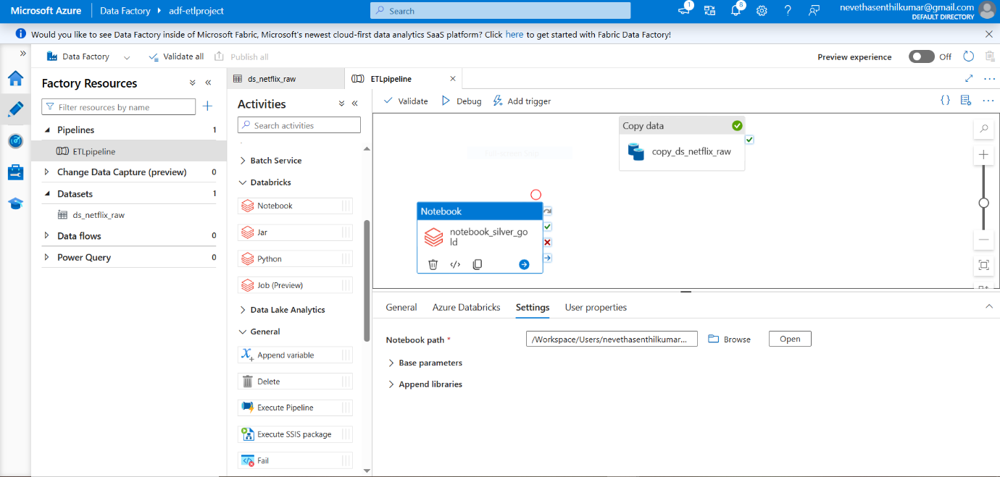 Microsoft Azure
Data Factory
adf-etlproject
Search
1
8
nevethasenthilkumar@gmail.com
DEFAULT DIRECTORY
Would you like to see Data Factory inside of Microsoft Fabric, Microsoft's newest cloud-first data analytics SaaS platform? Click here to get started with Fabric Data Factory!
Data Factory
Validate all
Publish all
Preview experience
Off
Factory Resources
Filter resources by name
Pipelines 1
ETLpipeline
Change Data Capture (preview) 0
Datasets 1
ds_netflix_raw
Data flows 0
Power Query 0
ds_netflix_raw
ETLpipeline
Activities
Search activities
Batch Service
Databricks
Notebook
Jar
Python
Job (Preview)
Data Lake Analytics
General
Append variable
Delete
Execute Pipeline
Execute SSIS package
Fail
Validate
Debug
Add trigger
Copy data
copy_ds_netflix_raw
Notebook
notebook_silver_go
ld
General
Azure Databricks
Settings
User properties
Notebook path *
/Workspace/Users/nevethasenthilkumar...
Browse
Open
Base parameters
Append libraries